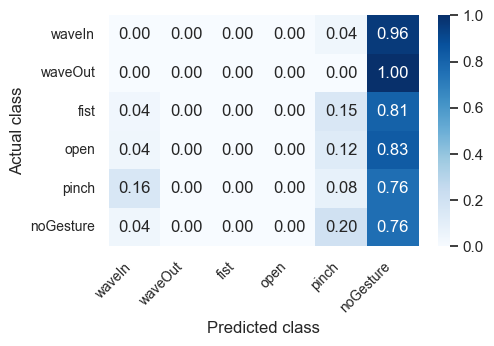 waveIn 0.00 0.00 0.00 0.00 0.04 0.96
waveOut 0.00 0.00 0.00 0.00 0.00 1.00
fist 0.04 0.00 0.00 0.00 0.15 0.81
open 0.04 0.00 0.00 0.00 0.12 0.83
pinch 0.16 0.00 0.00 0.00 0.08 0.76
noGesture 0.04 0.00 0.00 0.00 0.20 0.76
waveIn waveOut fist open pinch noGesture
Predicted class
Actual class
1.0
0.8
0.6
0.4
0.2
0.0